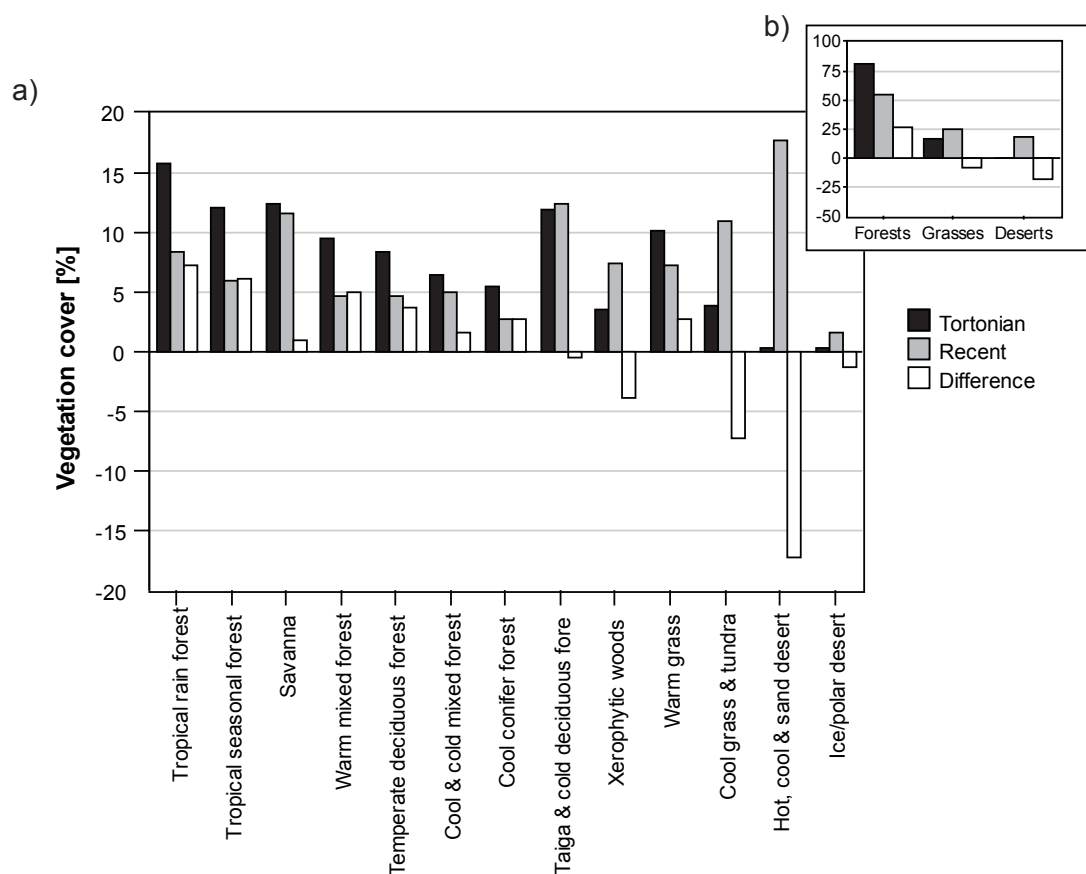 b)
100
75
50
25
0
-25
-50
Forests Grasses Deserts
a)
Vegetation cover [%]
20
15
10
5
0
-5
-10
-15
-20
Tortonian
Recent
Difference
Tropical rain forest
Tropical seasonal forest
Savanna
Warm mixed forest
Temperate deciduous forest
Cool & cold mixed forest
Cool conifer forest
Taiga & cold deciduous fore
Xerophytic woods
Warm grass
Cool grass & tundra
Hot, cool & sand desert
Ice/polar desert